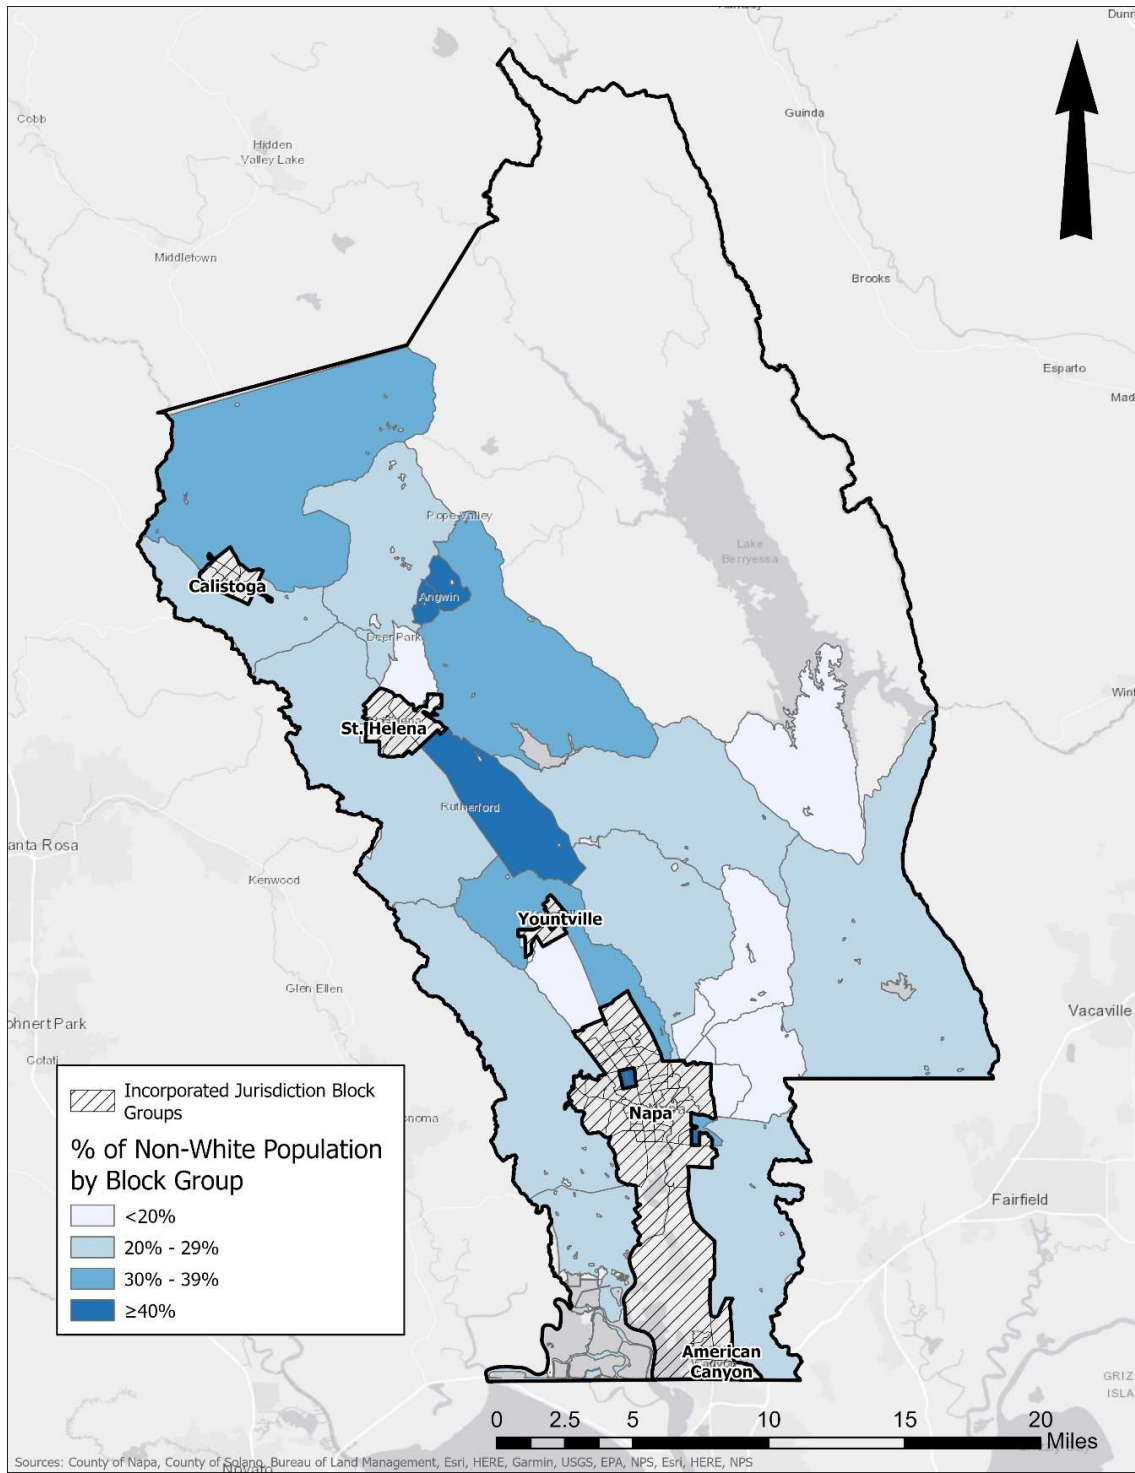 Dunn
Guinda
Cobb
Hidden
Valley Lake
Middletown
Brooks
Esparto
Mad
Pope Valley
Lake
Berryessa
Calistoga
Angwin
Deer Park
Wint
St. Helena
Rutherford
anta Rosa
Kenwood
Yountville
Glen Ellen
Vacaville
ohnert Park
Cotati
Incorporated Jurisdiction Block
Groups
% of Non-White Population
by Block Group
<20%
20% - 29%
30% - 39%
≥40%
onoma
Napa
Fairfield
American
Canyon
GRIZ
ISLA
0 2.5 5 10 15 20
Miles
Sources: County of Napa, County of Solano, Bureau of Land Management, Esri, HERE, Garmin, USGS, EPA, NPS, Esri, HERE, NPS
Novato